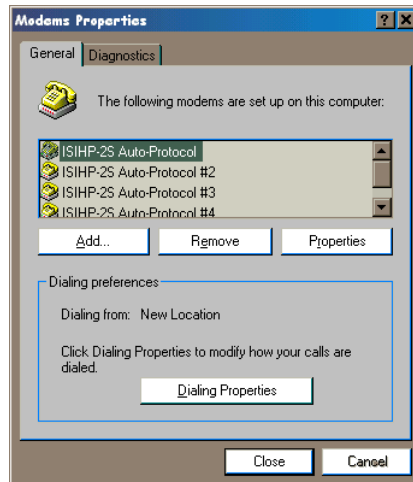 Modems Properties
General Diagnostics
The following modems are set up on this computer:
ISIHP-2S Auto-Protocol
ISIHP-2S Auto-Protocol #2
ISIHP-2S Auto-Protocol #3
ISIHP-2S Auto-Protocol #4
Add... Remove Properties
Dialing preferences
Dialing from: New Location
Click Dialing Properties to modify how your calls are
dialed.
Dialing Properties
Close Cancel